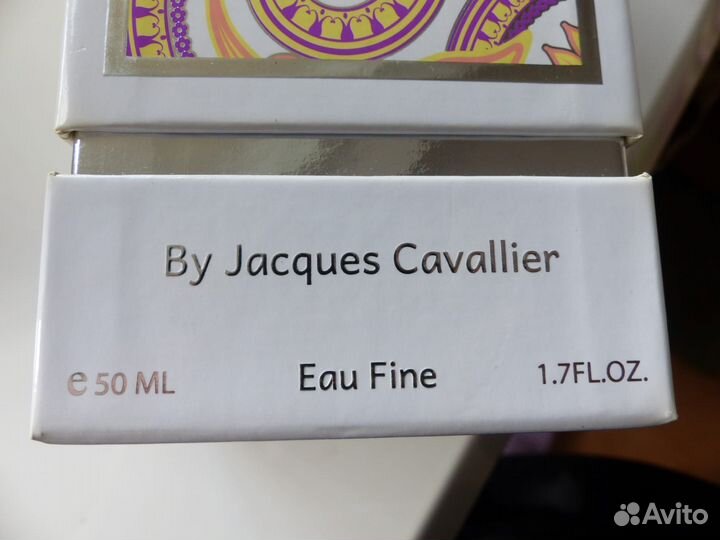 By Jacques Cavallier
℮ 50 ML Eau Fine 1.7FL.OZ.
Avito